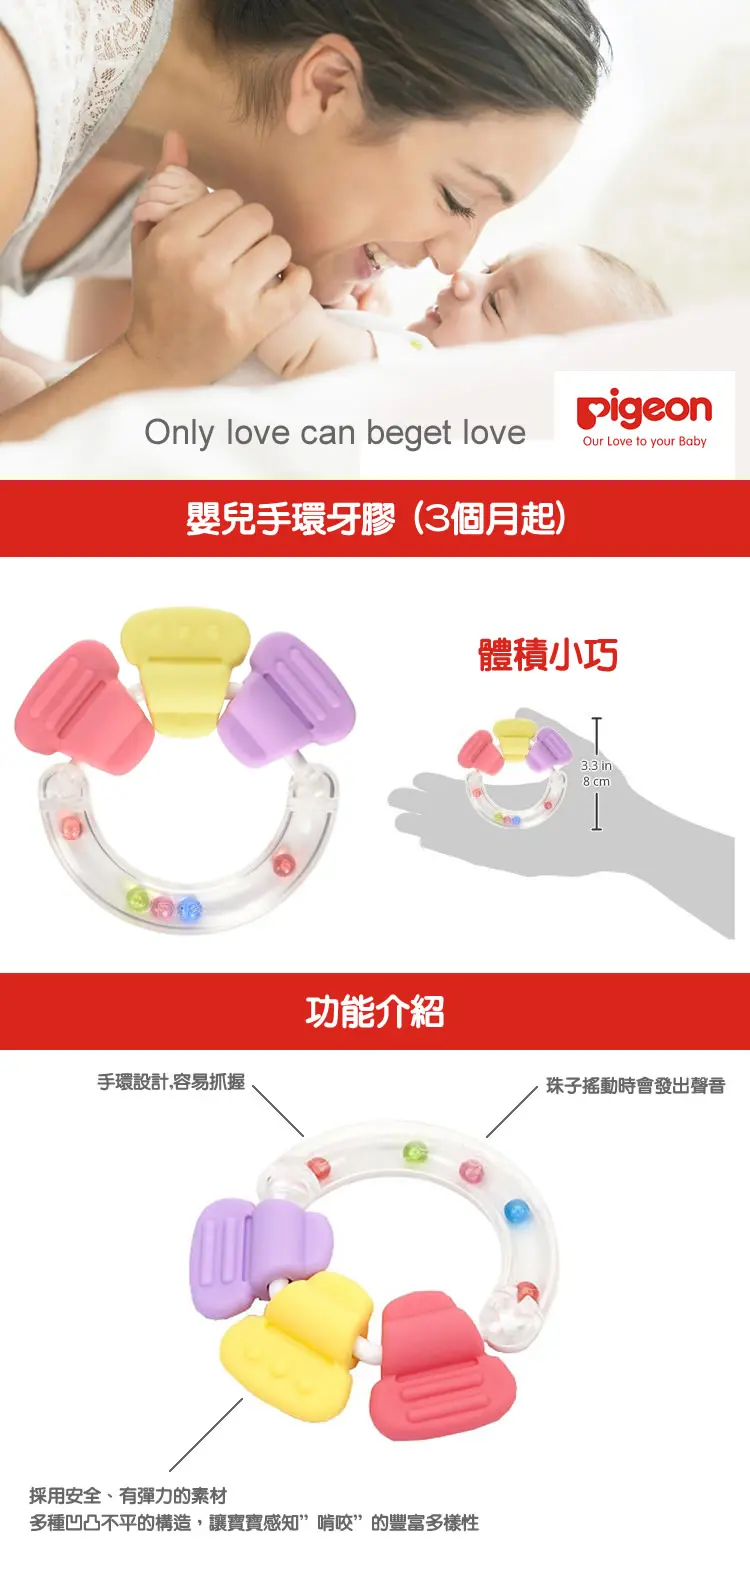 Only love can beget love
pigeon
Our Love to your Baby
嬰兒手環牙膠 (3個月起)
體積小巧
3.3 in
8 cm
功能介紹
手環設計,容易抓握
珠子搖動時會發出聲音
採用安全、有彈力的素材
多種凹凸不平的構造，讓寶寶感知”啃咬”的豐富多樣性